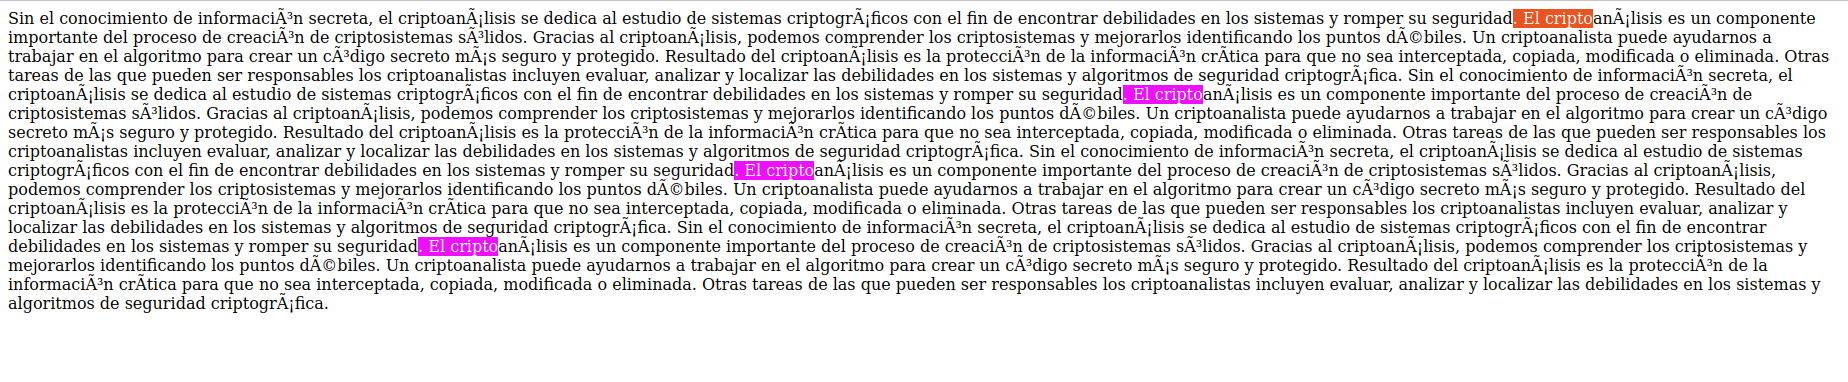 Sin el conocimiento de informaciÃ³n secreta, el criptoanÃ¡lisis se dedica al estudio de sistemas criptogrÃ¡ficos con el fin de encontrar debilidades en los sistemas y romper su seguridad. El criptoanÃ¡lisis es un componente
importante del proceso de creaciÃ³n de criptosistemas sÃ³lidos. Gracias al criptoanÃ¡lisis, podemos comprender los criptosistemas y mejorarlos identificando los puntos dÃ©biles. Un criptoanalista puede ayudarnos a
trabajar en el algoritmo para crear un cÃ³digo secreto mÃ¡s seguro y protegido. Resultado del criptoanÃ¡lisis es la protecciÃ³n de la informaciÃ³n crÃtica para que no sea interceptada, copiada, modificada o eliminada. Otras
tareas de las que pueden ser responsables los criptoanalistas incluyen evaluar, analizar y localizar las debilidades en los sistemas y algoritmos de seguridad criptogrÃ¡fica. Sin el conocimiento de informaciÃ³n secreta, el
criptoanÃ¡lisis se dedica al estudio de sistemas criptogrÃ¡ficos con el fin de encontrar debilidades en los sistemas y romper su seguridad. El criptoanÃ¡lisis es un componente importante del proceso de creaciÃ³n de
criptosistemas sÃ³lidos. Gracias al criptoanÃ¡lisis, podemos comprender los criptosistemas y mejorarlos identificando los puntos dÃ©biles. Un criptoanalista puede ayudarnos a trabajar en el algoritmo para crear un cÃ³digo
secreto mÃ¡s seguro y protegido. Resultado del criptoanÃ¡lisis es la protecciÃ³n de la informaciÃ³n crÃtica para que no sea interceptada, copiada, modificada o eliminada. Otras tareas de las que pueden ser responsables los
criptoanalistas incluyen evaluar, analizar y localizar las debilidades en los sistemas y algoritmos de seguridad criptogrÃ¡fica. Sin el conocimiento de informaciÃ³n secreta, el criptoanÃ¡lisis se dedica al estudio de sistemas
criptogrÃ¡ficos con el fin de encontrar debilidades en los sistemas y romper su seguridad. El criptoanÃ¡lisis es un componente importante del proceso de creaciÃ³n de criptosistemas sÃ³lidos. Gracias al criptoanÃ¡lisis,
podemos comprender los criptosistemas y mejorarlos identificando los puntos dÃ©biles. Un criptoanalista puede ayudarnos a trabajar en el algoritmo para crear un cÃ³digo secreto mÃ¡s seguro y protegido. Resultado del
criptoanÃ¡lisis es la protecciÃ³n de la informaciÃ³n crÃtica para que no sea interceptada, copiada, modificada o eliminada. Otras tareas de las que pueden ser responsables los criptoanalistas incluyen evaluar, analizar y
localizar las debilidades en los sistemas y algoritmos de seguridad criptogrÃ¡fica. Sin el conocimiento de informaciÃ³n secreta, el criptoanÃ¡lisis se dedica al estudio de sistemas criptogrÃ¡ficos con el fin de encontrar
debilidades en los sistemas y romper su seguridad. El criptoanÃ¡lisis es un componente importante del proceso de creaciÃ³n de criptosistemas sÃ³lidos. Gracias al criptoanÃ¡lisis, podemos comprender los criptosistemas y
mejorarlos identificando los puntos dÃ©biles. Un criptoanalista puede ayudarnos a trabajar en el algoritmo para crear un cÃ³digo secreto mÃ¡s seguro y protegido. Resultado del criptoanÃ¡lisis es la protecciÃ³n de la
informaciÃ³n crÃtica para que no sea interceptada, copiada, modificada o eliminada. Otras tareas de las que pueden ser responsables los criptoanalistas incluyen evaluar, analizar y localizar las debilidades en los sistemas y
algoritmos de seguridad criptogrÃ¡fica.